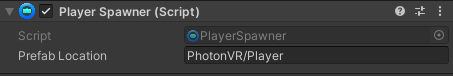 Player Spawner (Script)
Script PlayerSpawner
Prefab Location PhotonVR/Player